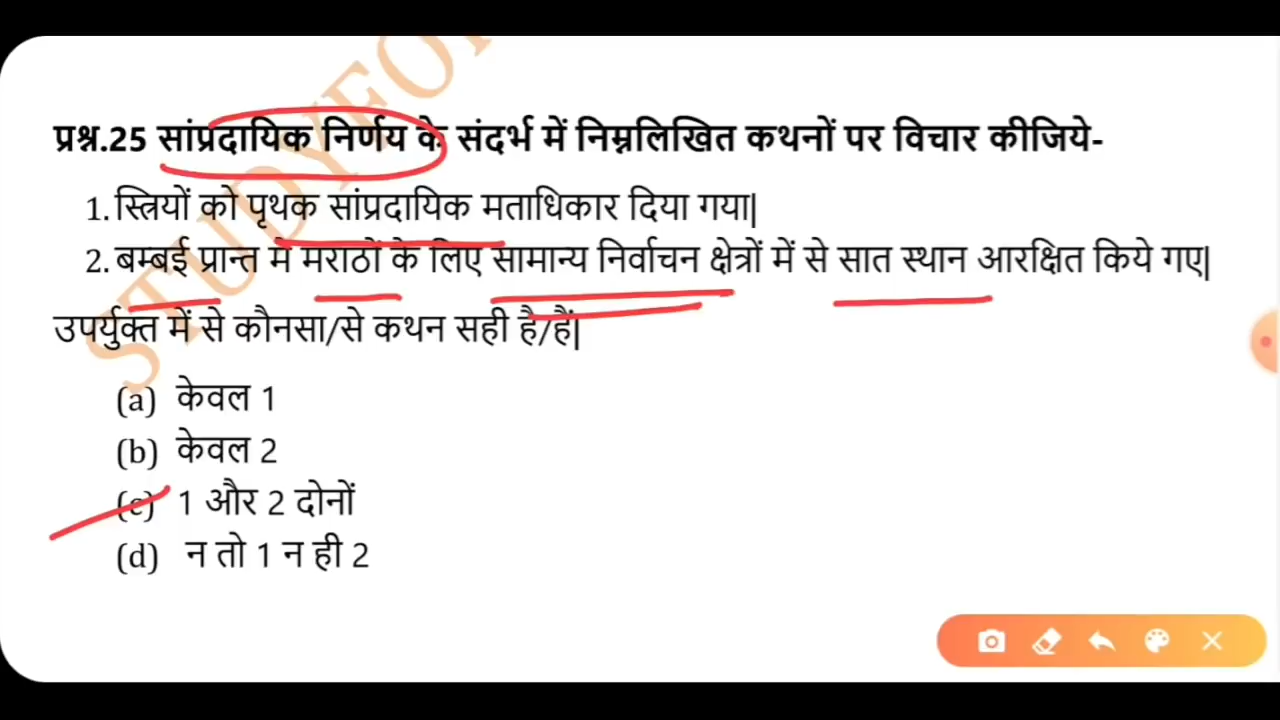 STUDYFO
प्रश्न.25 सांप्रदायिक निर्णय के संदर्भ में निम्नलिखित कथनों पर विचार कीजिये-
1. स्त्रियों को पृथक सांप्रदायिक मताधिकार दिया गया|
2. बम्बई प्रान्त में मराठों के लिए सामान्य निर्वाचन क्षेत्रों में से सात स्थान आरक्षित किये गए|
उपर्युक्त में से कौनसा/से कथन सही है/हैं|
(a) केवल 1
(b) केवल 2
(c) 1 और 2 दोनों
(d) न तो 1 न ही 2